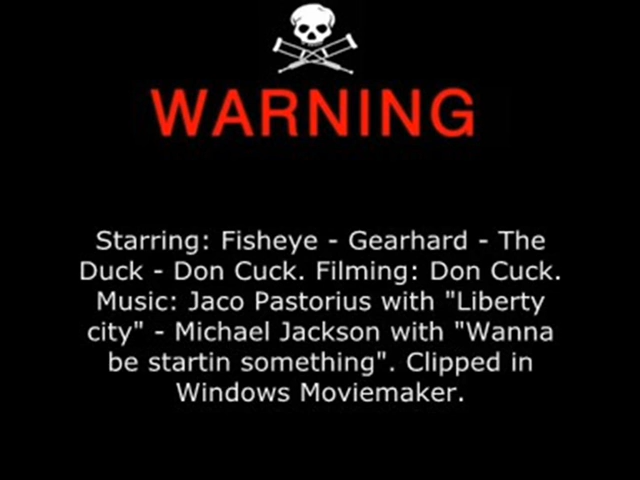 WARNING
Starring: Fisheye - Gearhard - The
Duck - Don Cuck. Filming: Don Cuck.
Music: Jaco Pastorius with "Liberty
city" - Michael Jackson with "Wanna
be startin something". Clipped in
Windows Moviemaker.